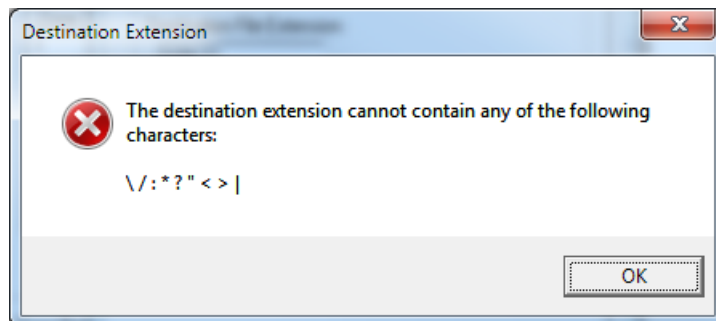 Destination Extension
The destination extension cannot contain any of the following
characters:
\ / : * ? " < > |
OK